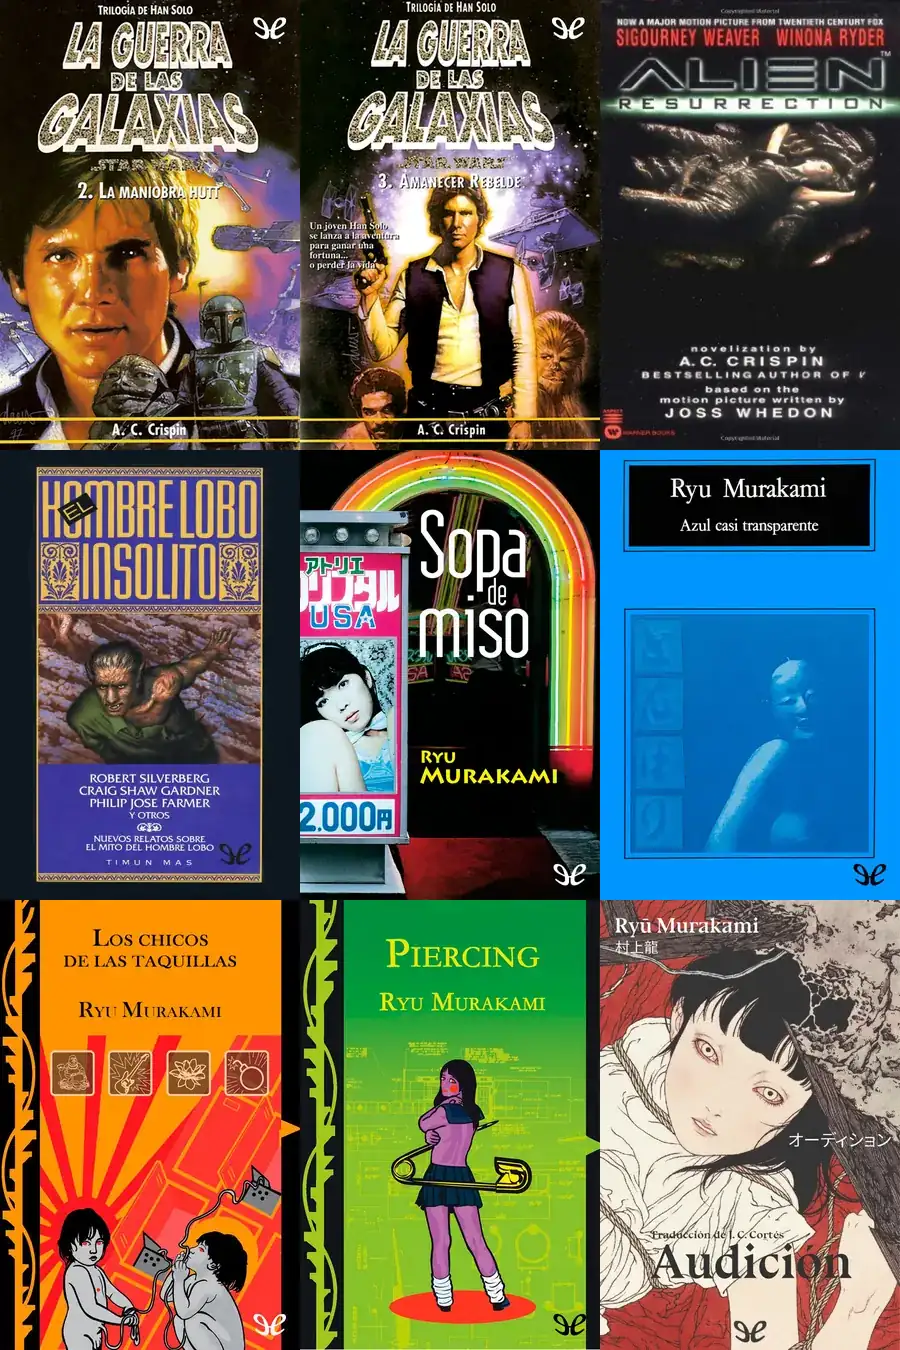 TRILOGÍA DE HAN SOLO
LA GUERRA
DE LAS
GALAXIAS
STAR WARS
2. LA MANIOBRA HUTT
A. C. Crispin
TRILOGÍA DE HAN SOLO
LA GUERRA
DE LAS
GALAXIAS
STAR WARS
3. AMANECER REBELDE
Un joven Han Solo
se lanza a la aventura
para ganar una
fortuna...
o perder la vida
A. C. Crispin
Copyrighted Material
NOW A MAJOR MOTION PICTURE FROM TWENTIETH CENTURY FOX
SIGOURNEY WEAVER WINONA RYDER
ALIEN™
RESURRECTION
novelization by
A.C. CRISPIN
BESTSELLING AUTHOR OF V
based on the
motion picture written by
JOSS WHEDON
WARNER BOOKS
Copyrighted Material
EL
HOMBRE LOBO
INSOLITO
ROBERT SILVERBERG
CRAIG SHAW GARDNER
PHILIP JOSE FARMER
Y OTROS
NUEVOS RELATOS SOBRE
EL MITO DEL HOMBRE LOBO
TIMUN MAS
Sopa
de
miso
アトリエ
USA
RYU
MURAKAMI
2.000円
Ryu Murakami
Azul casi transparente
LOS CHICOS
DE LAS TAQUILLAS
RYU MURAKAMI
PIERCING
RYU MURAKAMI
Ryū Murakami
村上龍
オーディション
Traducción de J. C. Cortés
Audición